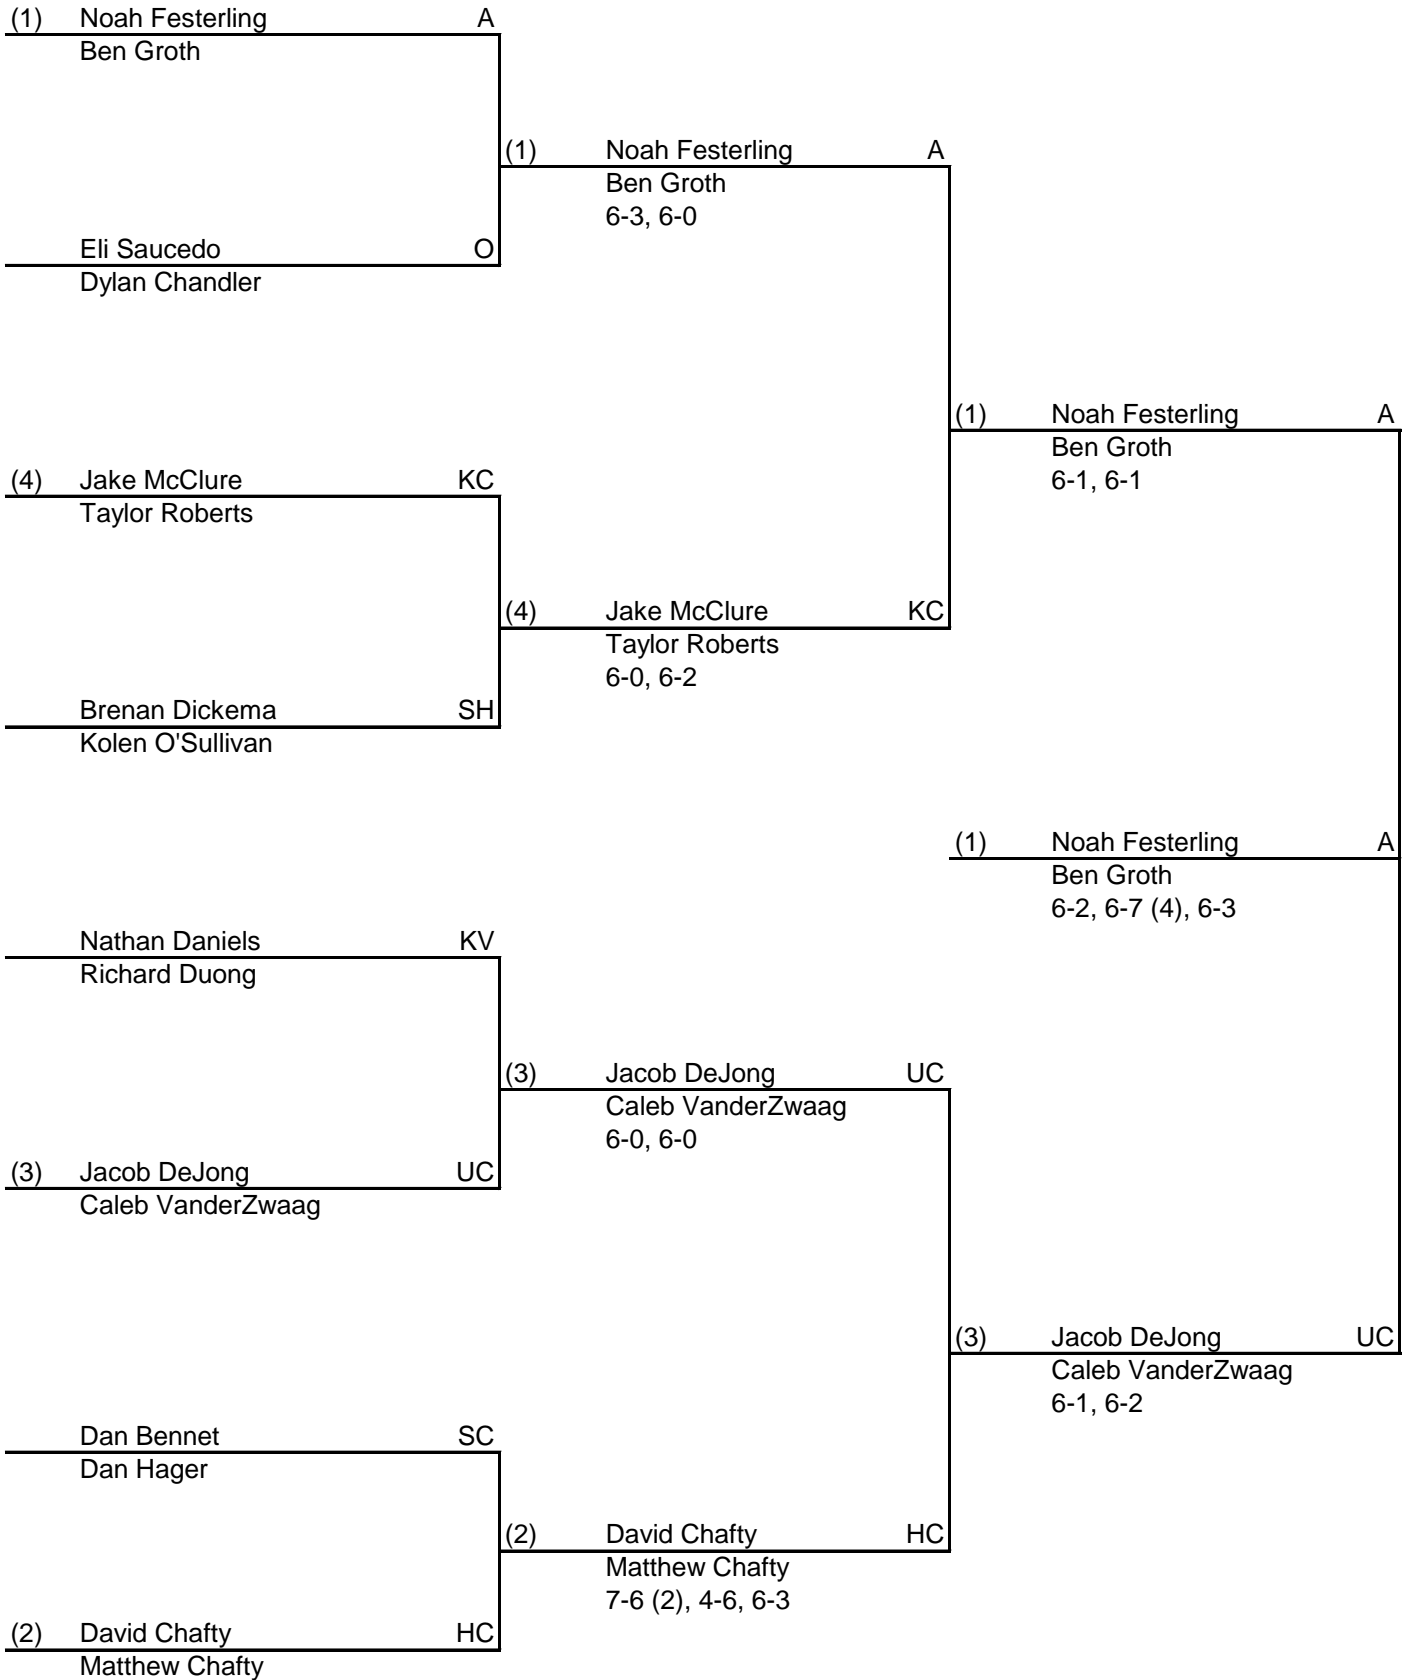 (1) Noah Festerling A
Ben Groth
(1) Noah Festerling A
Ben Groth
6-3, 6-0
Eli Saucedo O
Dylan Chandler
(1) Noah Festerling A
Ben Groth
6-1, 6-1
(4) Jake McClure KC
Taylor Roberts
(4) Jake McClure KC
Taylor Roberts
6-0, 6-2
Brenan Dickema SH
Kolen O'Sullivan
(1) Noah Festerling A
Ben Groth
6-2, 6-7 (4), 6-3
Nathan Daniels KV
Richard Duong
(3) Jacob DeJong UC
Caleb VanderZwaag
6-0, 6-0
(3) Jacob DeJong UC
Caleb VanderZwaag
(3) Jacob DeJong UC
Caleb VanderZwaag
6-1, 6-2
Dan Bennet SC
Dan Hager
(2) David Chafty HC
Matthew Chafty
7-6 (2), 4-6, 6-3
(2) David Chafty HC
Matthew Chafty